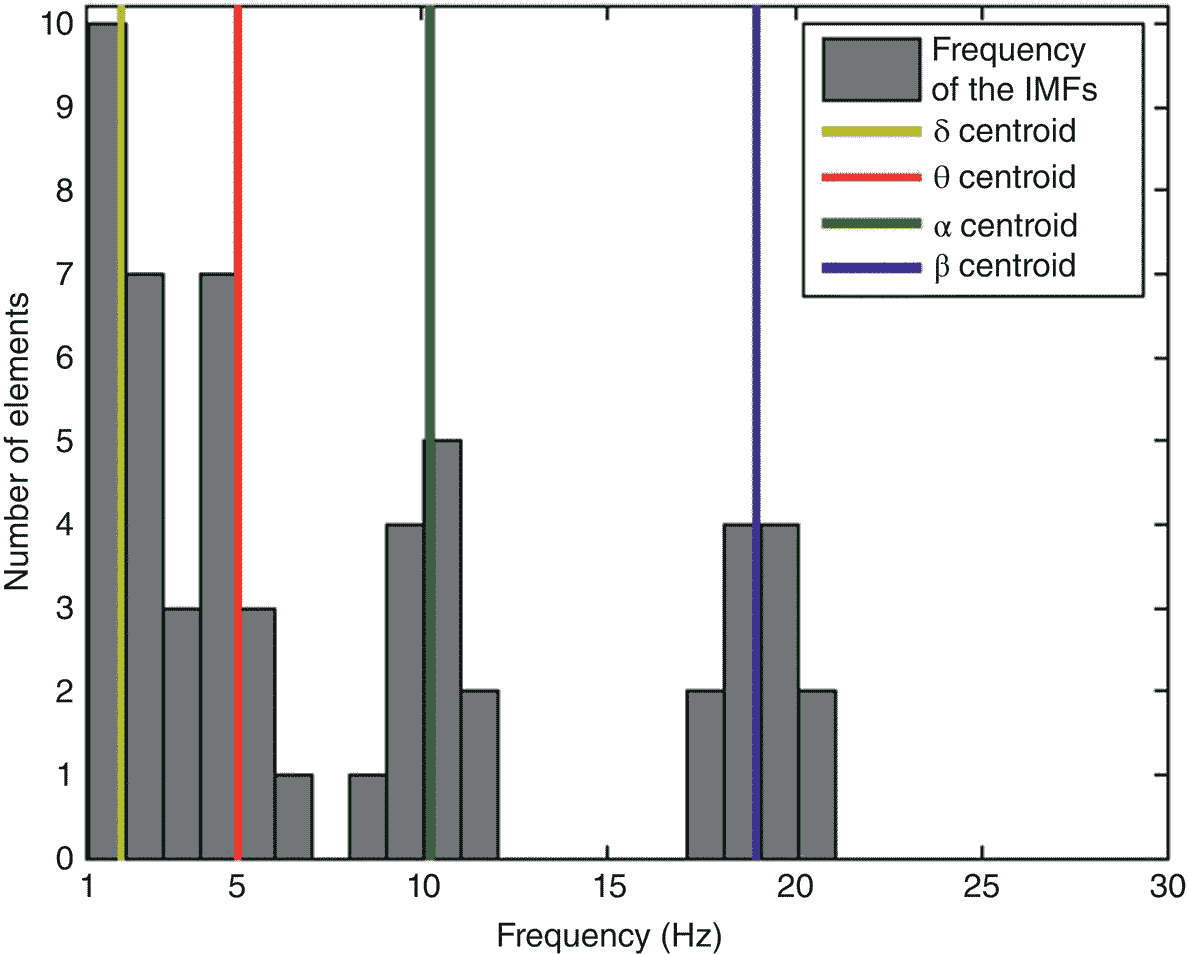 10
9
8
7
6
5
4
3
2
1
0
Number of elements
1 5 10 15 20 25 30
Frequency (Hz)
Frequency
of the IMFs
δ centroid
θ centroid
α centroid
β centroid